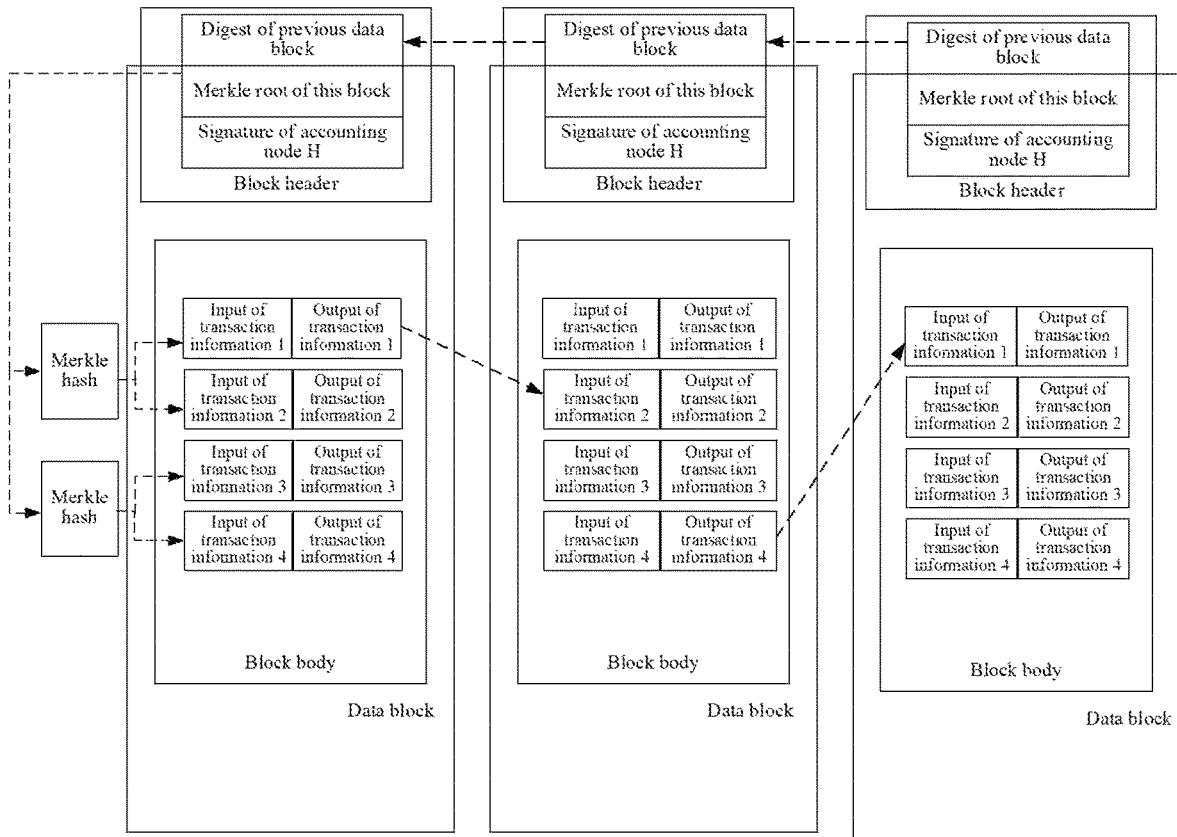 Digest of previous data
block
Merkle root of this block
Signature of accounting
node H
Block header
Merkle
hash
Merkle
hash
Input of
transaction
information 1
Output of
transaction
information 1
Input of
transaction
information 2
Output of
transaction
information 2
Input of
transaction
information 3
Output of
transaction
information 3
Input of
transaction
information 4
Output of
transaction
information 4
Block body
Data block
Digest of previous data
block
Merkle root of this block
Signature of accounting
node H
Block header
Input of
transaction
information 1
Output of
transaction
information 1
Input of
transaction
information 2
Output of
transaction
information 2
Input of
transaction
information 3
Output of
transaction
information 3
Input of
transaction
information 4
Output of
transaction
information 4
Block body
Data block
Digest of previous data
block
Merkle root of this block
Signature of accounting
node H
Block header
Input of
transaction
information 1
Output of
transaction
information 1
Input of
transaction
information 2
Output of
transaction
information 2
Input of
transaction
information 3
Output of
transaction
information 3
Input of
transaction
information 4
Output of
transaction
information 4
Block body
Data block